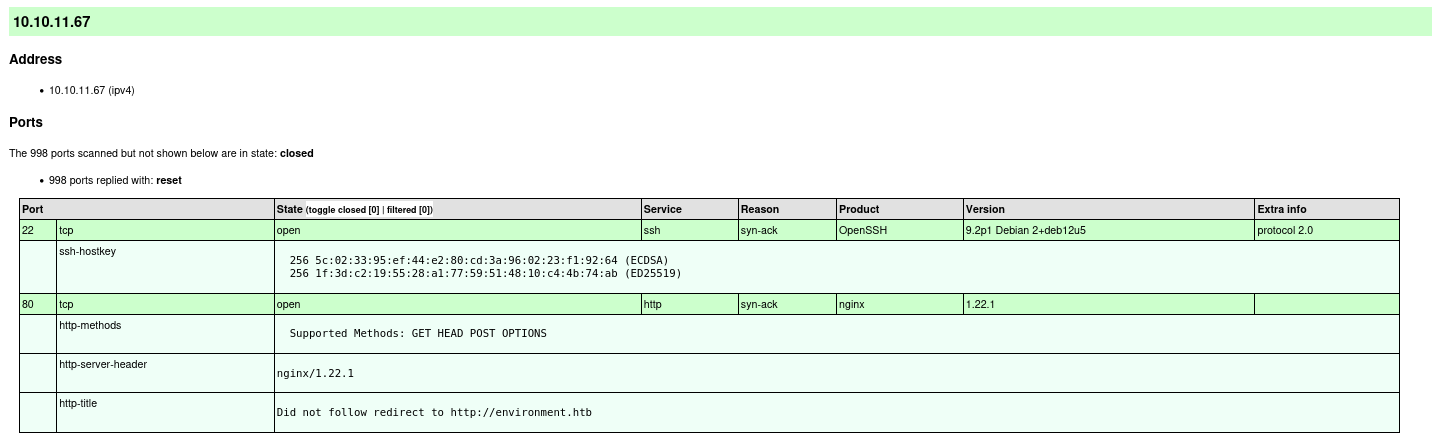 10.10.11.67
Address
• 10.10.11.67 (ipv4)
Ports
The 998 ports scanned but not shown below are in state: closed
• 998 ports replied with: reset
Port State (toggle closed [0] | filtered [0]) Service Reason Product Version Extra info
22 tcp open ssh syn-ack OpenSSH 9.2p1 Debian 2+deb12u5 protocol 2.0
ssh-hostkey
256 5c:02:33:95:ef:44:e2:80:cd:3a:96:02:23:f1:92:64 (ECDSA)
256 1f:3d:c2:19:55:28:a1:77:59:51:48:10:c4:4b:74:ab (ED25519)
80 tcp open http syn-ack nginx 1.22.1
http-methods
Supported Methods: GET HEAD POST OPTIONS
http-server-header
nginx/1.22.1
http-title
Did not follow redirect to http://environment.htb